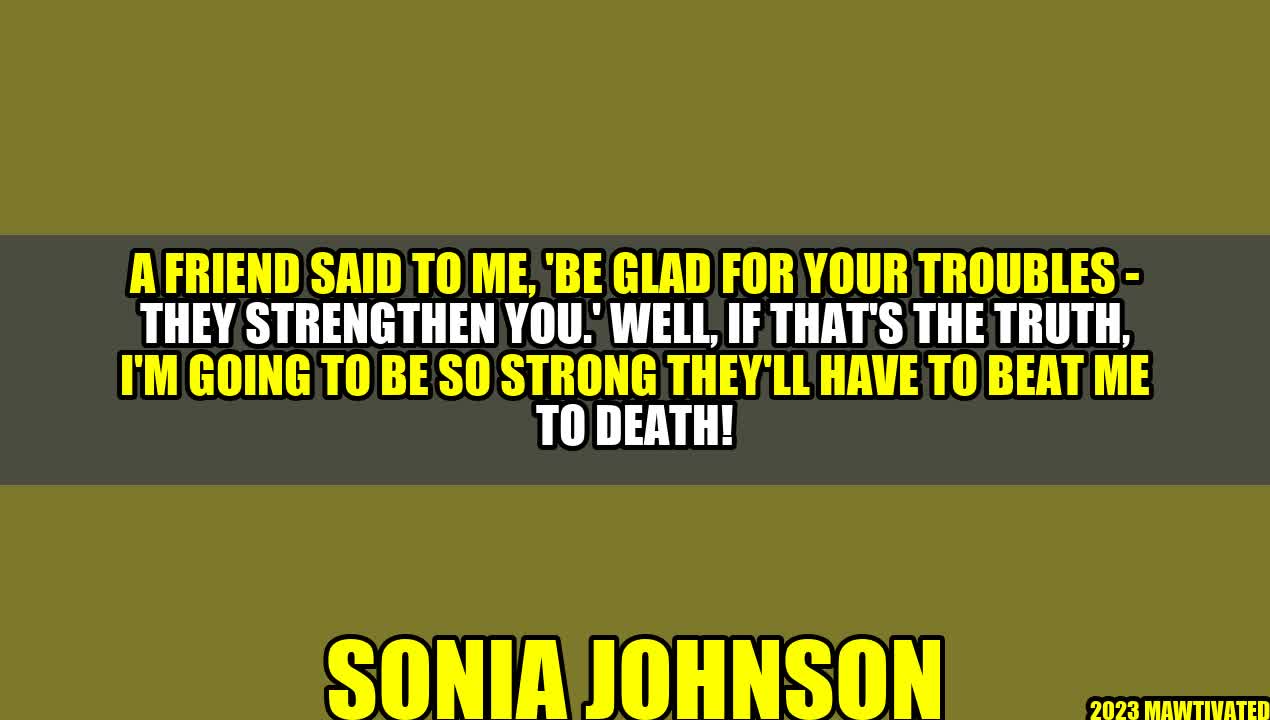 A FRIEND SAID TO ME, 'BE GLAD FOR YOUR TROUBLES -
THEY STRENGTHEN YOU.' WELL, IF THAT'S THE TRUTH,
I'M GOING TO BE SO STRONG THEY'LL HAVE TO BEAT ME
TO DEATH!
SONIA JOHNSON
2023 MAWTIVATED